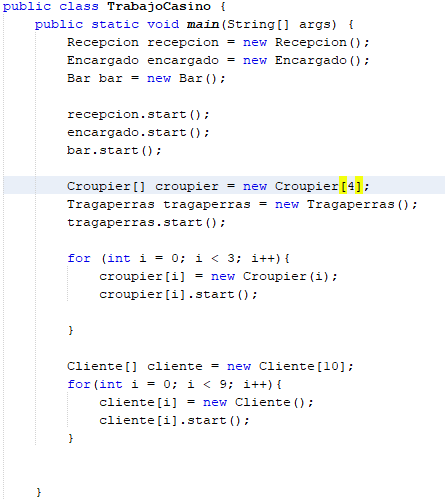 public class TrabajoCasino {
public static void main(String[] args) {
Recepcion recepcion = new Recepcion();
Encargado encargado = new Encargado();
Bar bar = new Bar();
recepcion.start();
encargado.start();
bar.start();
Croupier[] croupier = new Croupier[4];
Tragaperras tragaperras = new Tragaperras();
tragaperras.start();
for (int i = 0; i < 3; i++){
croupier[i] = new Croupier(i);
croupier[i].start();
}
Cliente[] cliente = new Cliente[10];
for(int i = 0; i < 9; i++){
cliente[i] = new Cliente();
cliente[i].start();
}
}